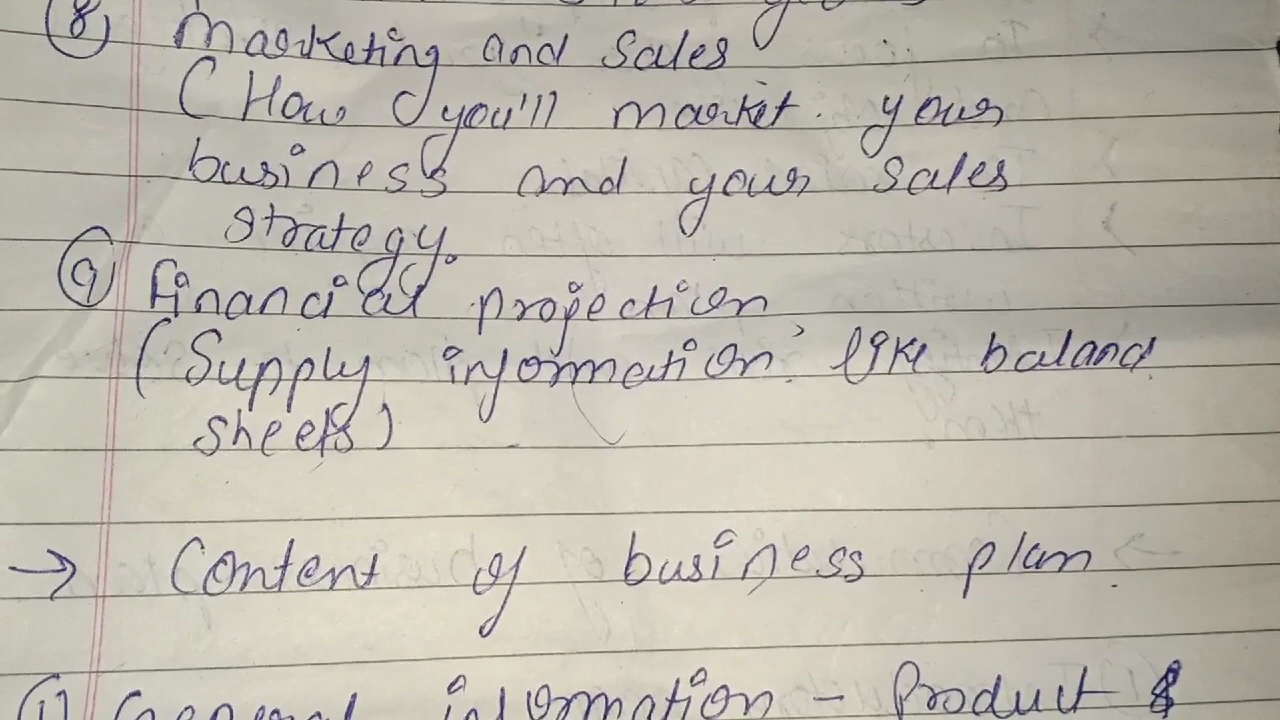 (8) Marketing and Sales
(How you'll market your
business and your sales
strategy.
(9) Financial projection
(Supply information like baland
sheets)
→ Content of business plan
(1) General information - Product &